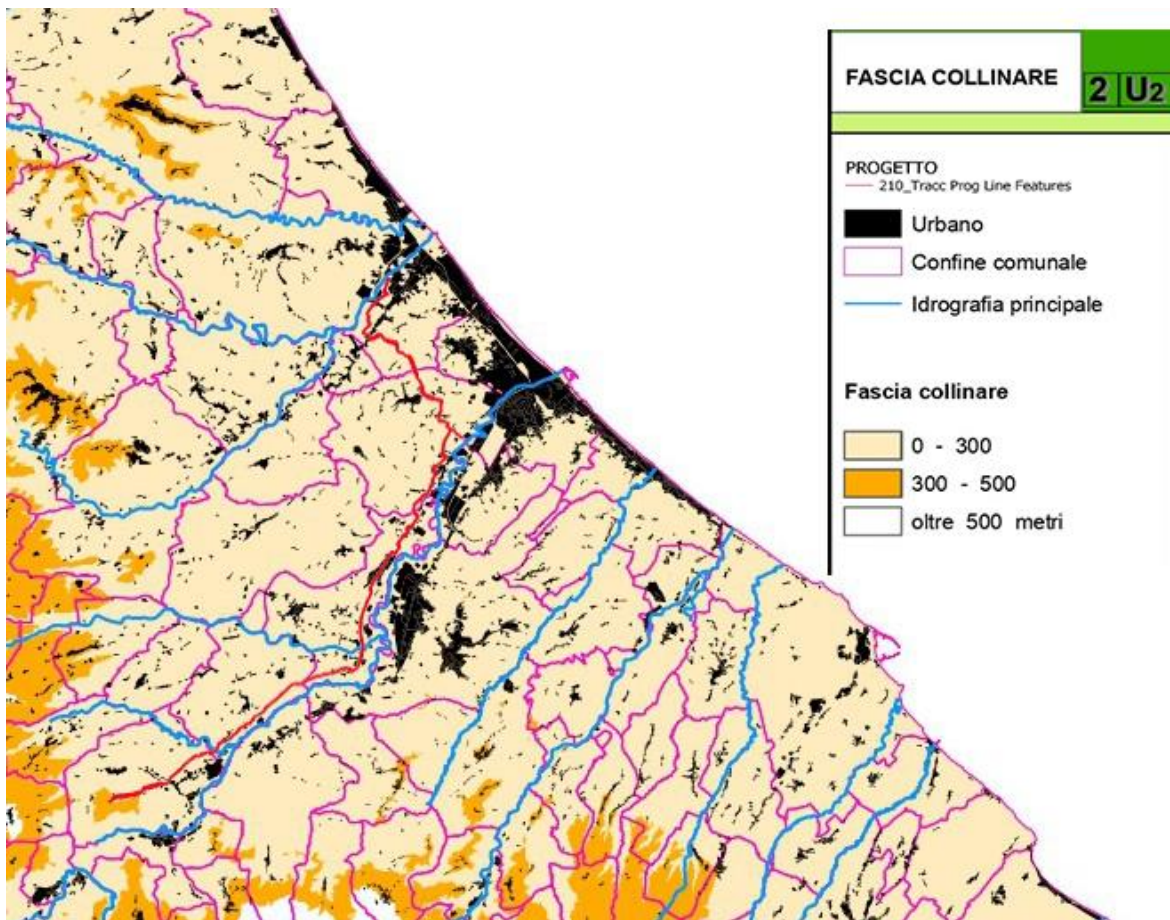 FASCIA COLLINARE
2 U2
PROGETTO
210_Tracc Prog Line Features
Urbano
Confine comunale
Idrografia principale
Fascia collinare
0 - 300
300 - 500
oltre 500 metri